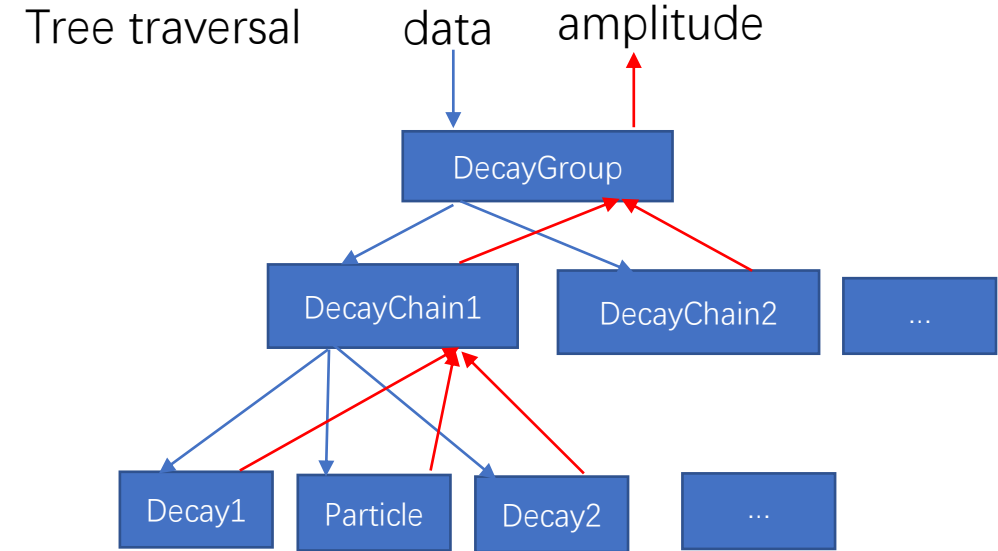 Tree traversal
data
amplitude
DecayGroup
DecayChain1
DecayChain2
...
Decay1
Particle
Decay2
...